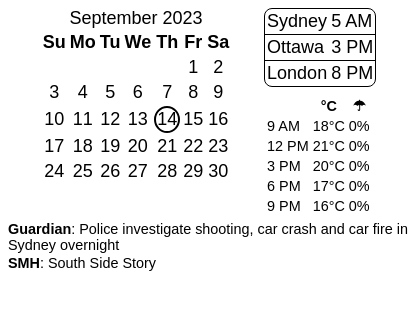 September 2023
Su Mo Tu We Th Fr Sa
1 2
3 4 5 6 7 8 9
10 11 12 13 14 15 16
17 18 19 20 21 22 23
24 25 26 27 28 29 30
Sydney 5 AM
Ottawa 3 PM
London 8 PM
°C ☂
9 AM 18°C 0%
12 PM 21°C 0%
3 PM 20°C 0%
6 PM 17°C 0%
9 PM 16°C 0%
Guardian: Police investigate shooting, car crash and car fire in
Sydney overnight
SMH: South Side Story